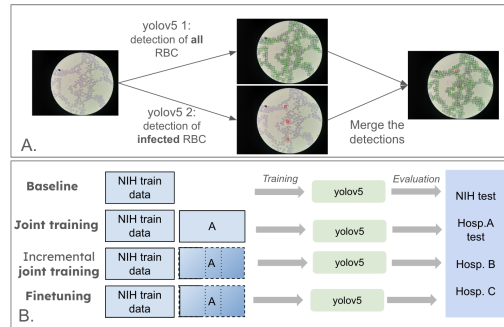 yolov5 1:
detection of all
RBC
yolov5 2:
detection of
infected RBC
Merge the
detections
A.
Baseline
NIH train
data
Training
yolov5
Evaluation
NIH test
Joint training
NIH train
data
A
yolov5
Hosp.A
test
Incremental
joint training
NIH train
data
A
yolov5
Hosp. B
Finetuning
NIH train
data
A
yolov5
Hosp. C
B.